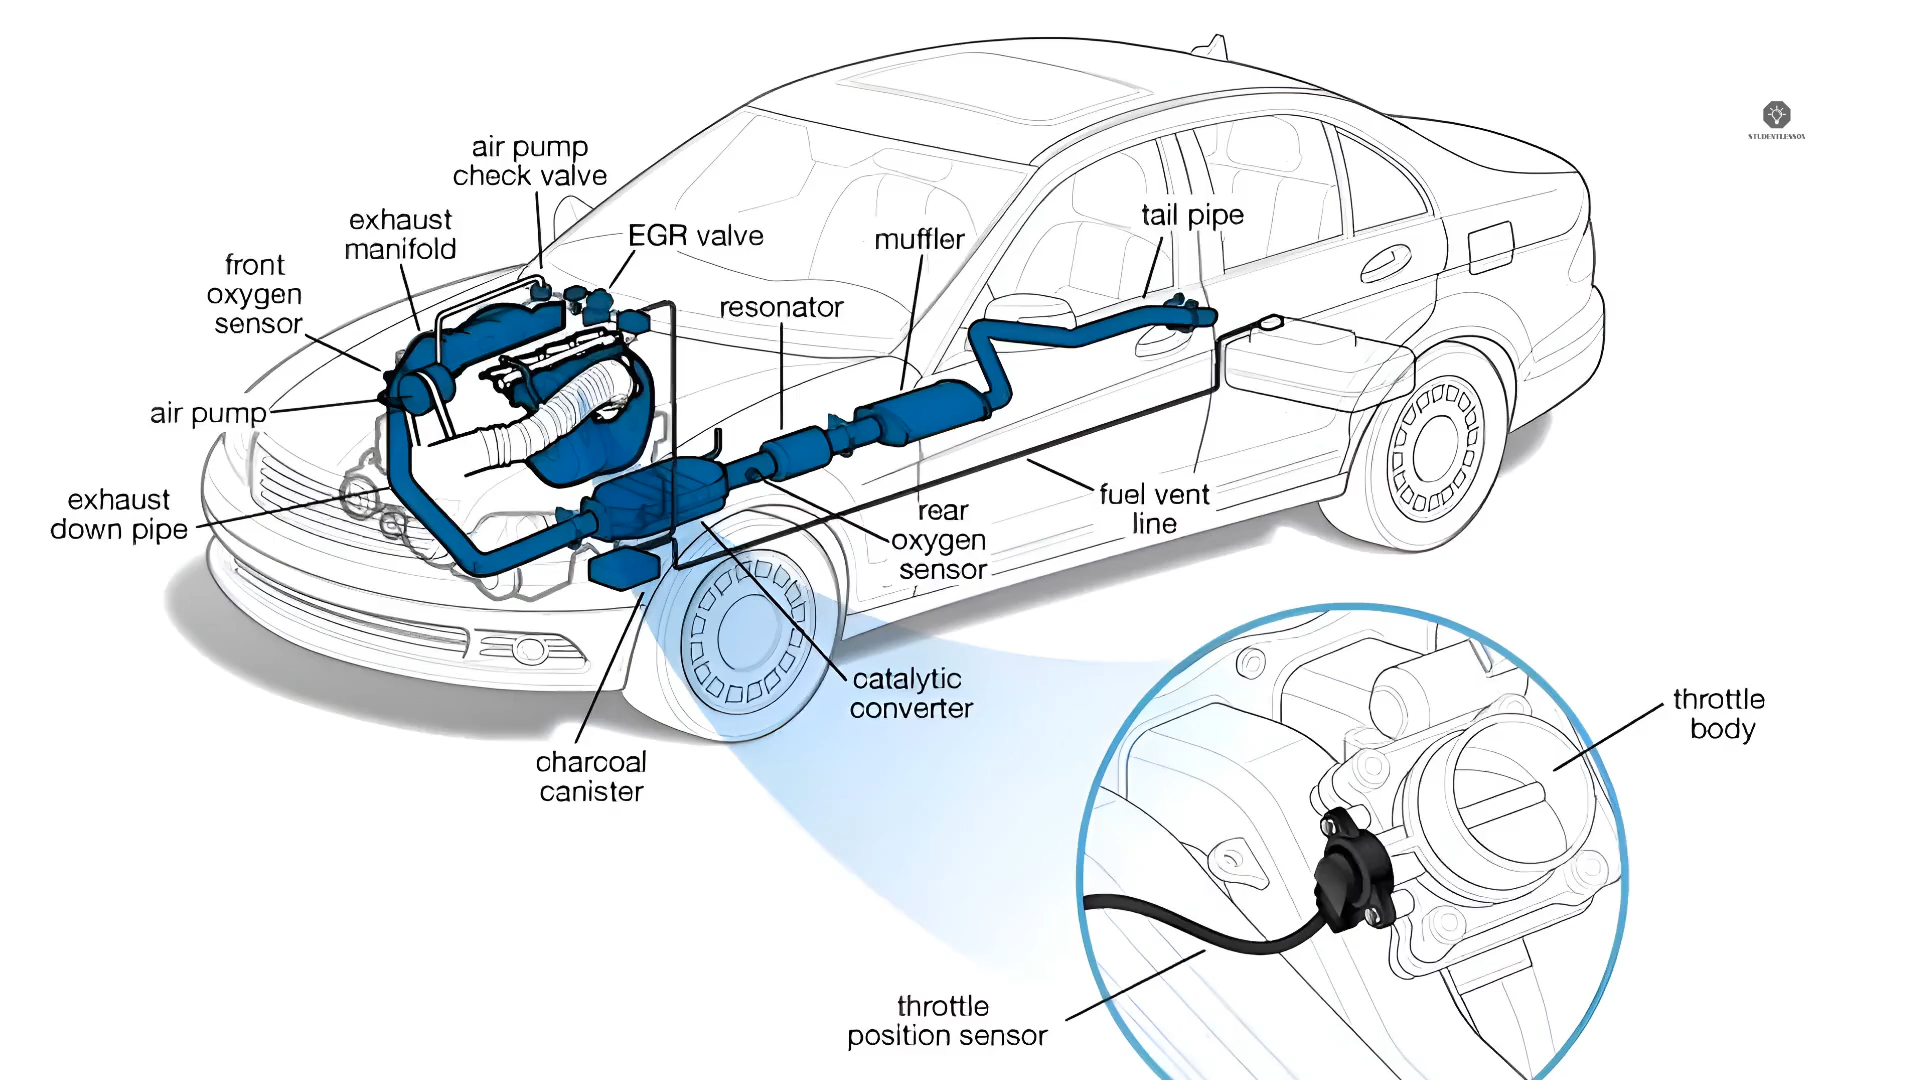 air pump
check valve
exhaust
manifold
EGR valve
front
oxygen
sensor
muffler
tail pipe
resonator
air pump
exhaust
down pipe
rear
oxygen
sensor
fuel vent
line
catalytic
converter
charcoal
canister
throttle
body
throttle
position sensor